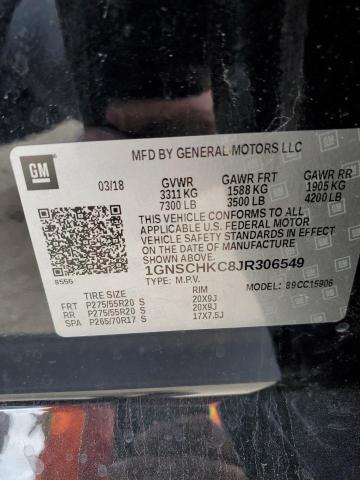 GM
MFD BY GENERAL MOTORS LLC
03/18 GVWR GAWR FRT GAWR RR
3311 KG 1588 KG 1905 KG
7300 LB 3500 LB 4200 LB
THIS VEHICLE CONFORMS TO ALL APPLICABLE U.S.
FEDERAL MOTOR VEHICLE SAFETY
STANDARDS IN EFFECT
ON THE DATE OF MANUFACTURE SHOWN ABOVE.
1GNSCHKC8JR306549
8555 TYPE: M.P.V. MODEL: 89CC15906
TIRE SIZE RIM
FRT P275/55R20 S 20X9J
RR P275/55R20 S 20X9J
SPA P265/70R17 S 17X7.5J